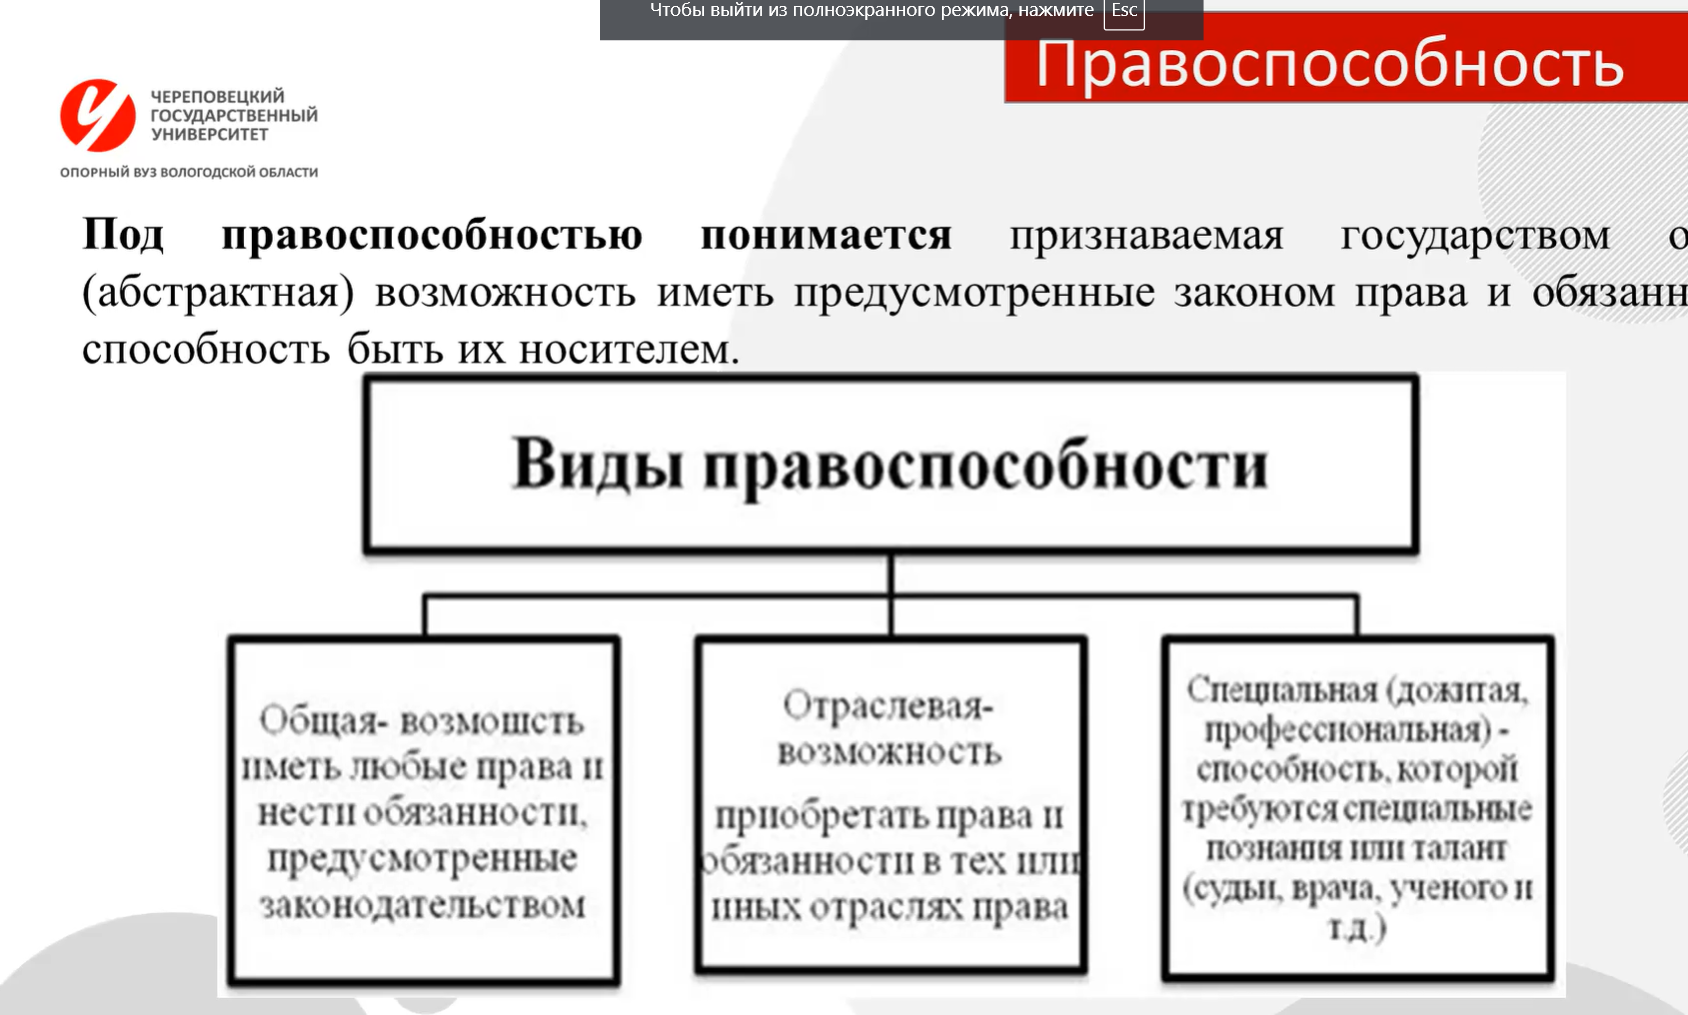 Чтобы выйти из полноэкранного режима, нажмите Esc
Правоспособность
ЧЕРЕПОВЕЦКИЙ
ГОСУДАРСТВЕННЫЙ
УНИВЕРСИТЕТ
ОПОРНЫЙ ВУЗ ВОЛОГОДСКОЙ ОБЛАСТИ
Под правоспособностью понимается признаваемая государством о
(абстрактная) возможность иметь предусмотренные законом права и обязанн
способность быть их носителем.
Виды правоспособности
Общая- возмошсть
иметь любые права и
нести обязанности,
предусмотренные
законодательством
Отраслевая-
возможность
приобретать права и
обязанности в тех или
иных отраслях права
Специальная (дожитая,
профессиональная) -
способность, которой
требуются специальные
познания или талант
(судьи, врача, ученого и
т.д.)